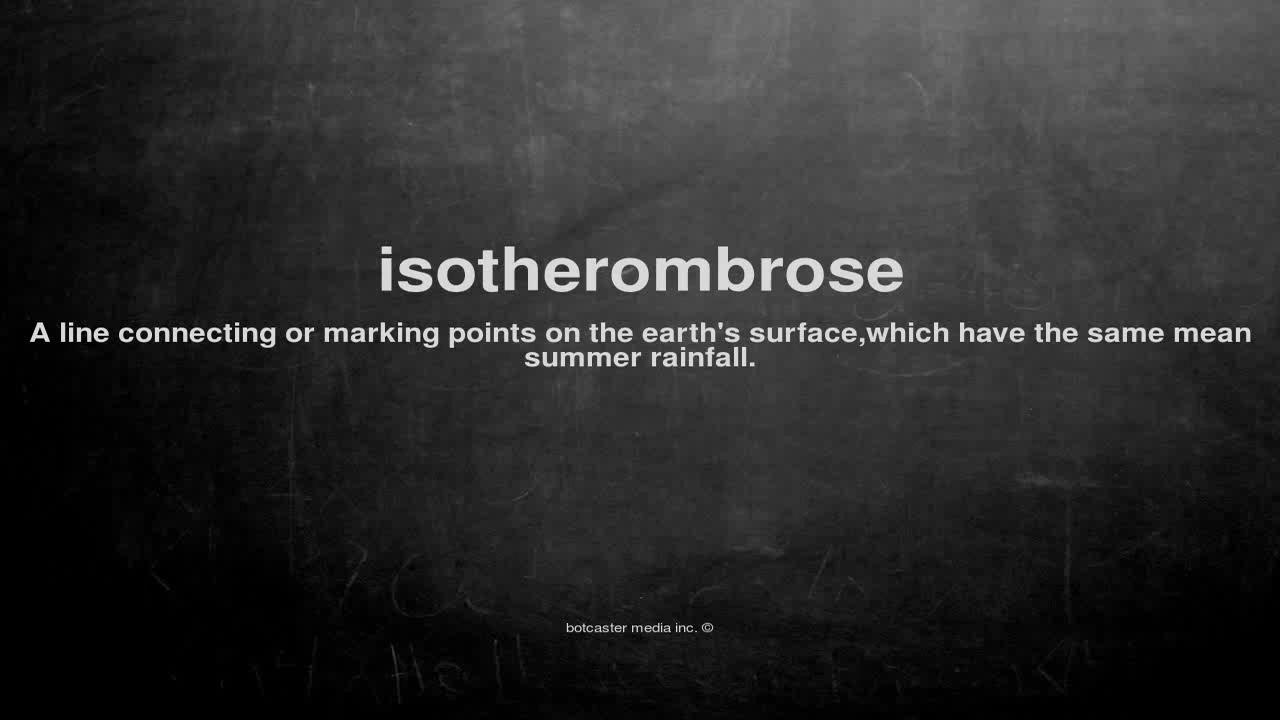 isotherombrose
A line connecting or marking points on the earth's surface,which have the same mean
summer rainfall.
botcaster media inc. ©